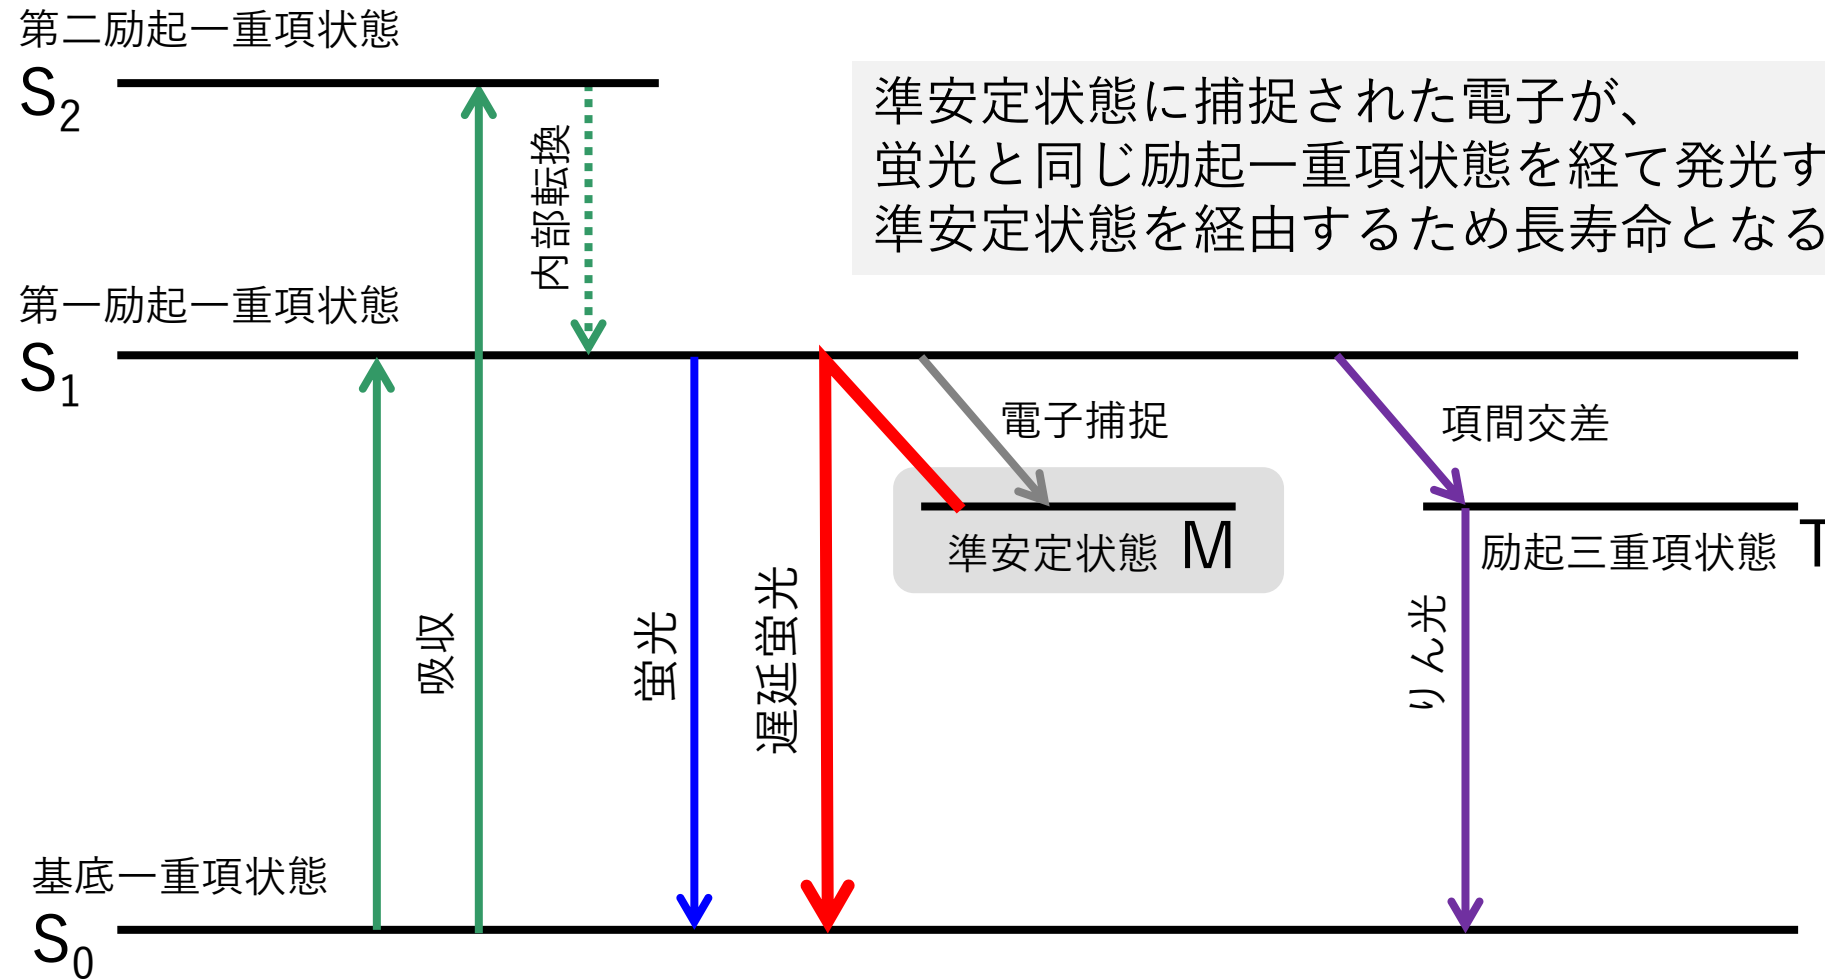 第二励起一重項状態
S2
準安定状態に捕捉された電子が、
蛍光と同じ励起一重項状態を経て発光す
準安定状態を経由するため長寿命となる
内部転換
第一励起一重項状態
S1
電子捕捉
項間交差
準安定状態 M
励起三重項状態 T
吸収
蛍光
遅延蛍光
りん光
基底一重項状態
S0